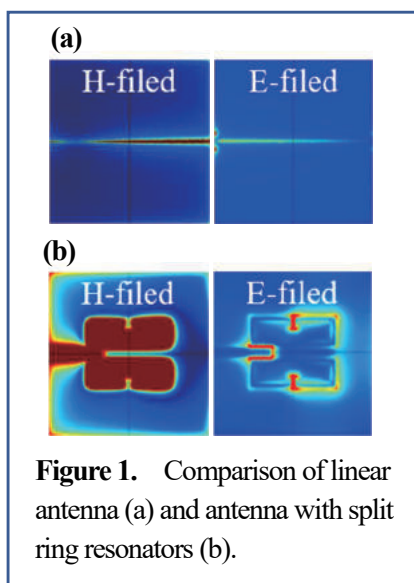 (a)
H-filed E-filed
(b)
H-filed E-filed
Figure 1. Comparison of linear
antenna (a) and antenna with split
ring resonators (b).